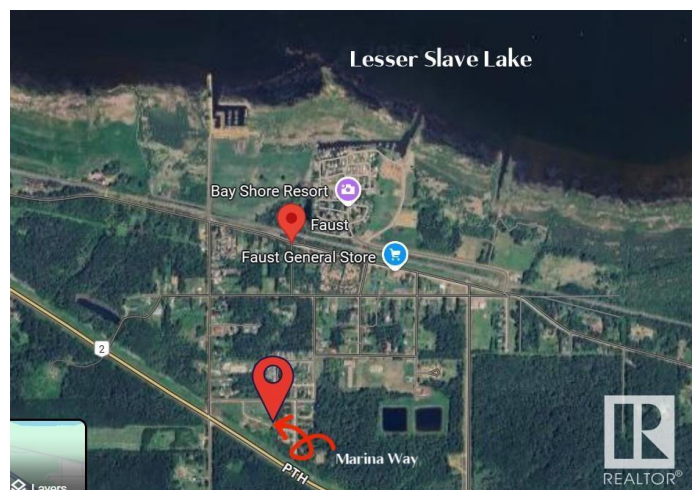 Lesser Slave Lake
Bay Shore Resort
Faust
Faust General Store
2
Marina Way
PTH
Layers
REALTOR®